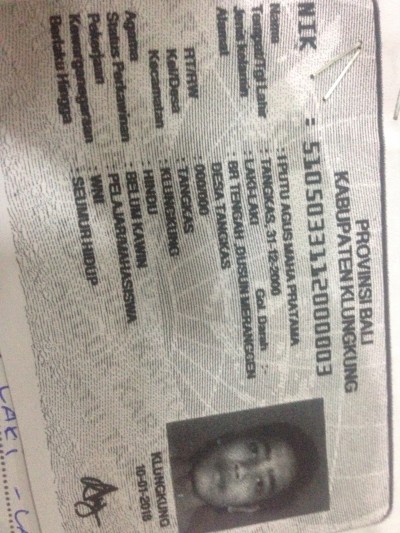 PROVINSI BALI
KABUPATEN KLUNGKUNG
NIK : 5105033112000003
Nama : I PUTU AGUS MAHA PRATAMA
Tempat/Tgl Lahir : TANGKAS, 31-12-2000
Jenis kelamin : LAKI-LAKI Gol. Darah : -
Alamat : BR TENGAH ,DUSUN MERANGGEN
DESA TANGKAS
RT/RW : 000/000
Kel/Desa : TANGKAS
Kecamatan : KLUNGKUNG
Agama : HINDU
Status Perkawinan : BELUM KAWIN
Pekerjaan : PELAJAR/MAHASISWA
Kewarganegaraan : WNI
Berlaku Hingga : SEUMUR HIDUP
KLUNGKUNG
10-01-2018
LAKI - LA